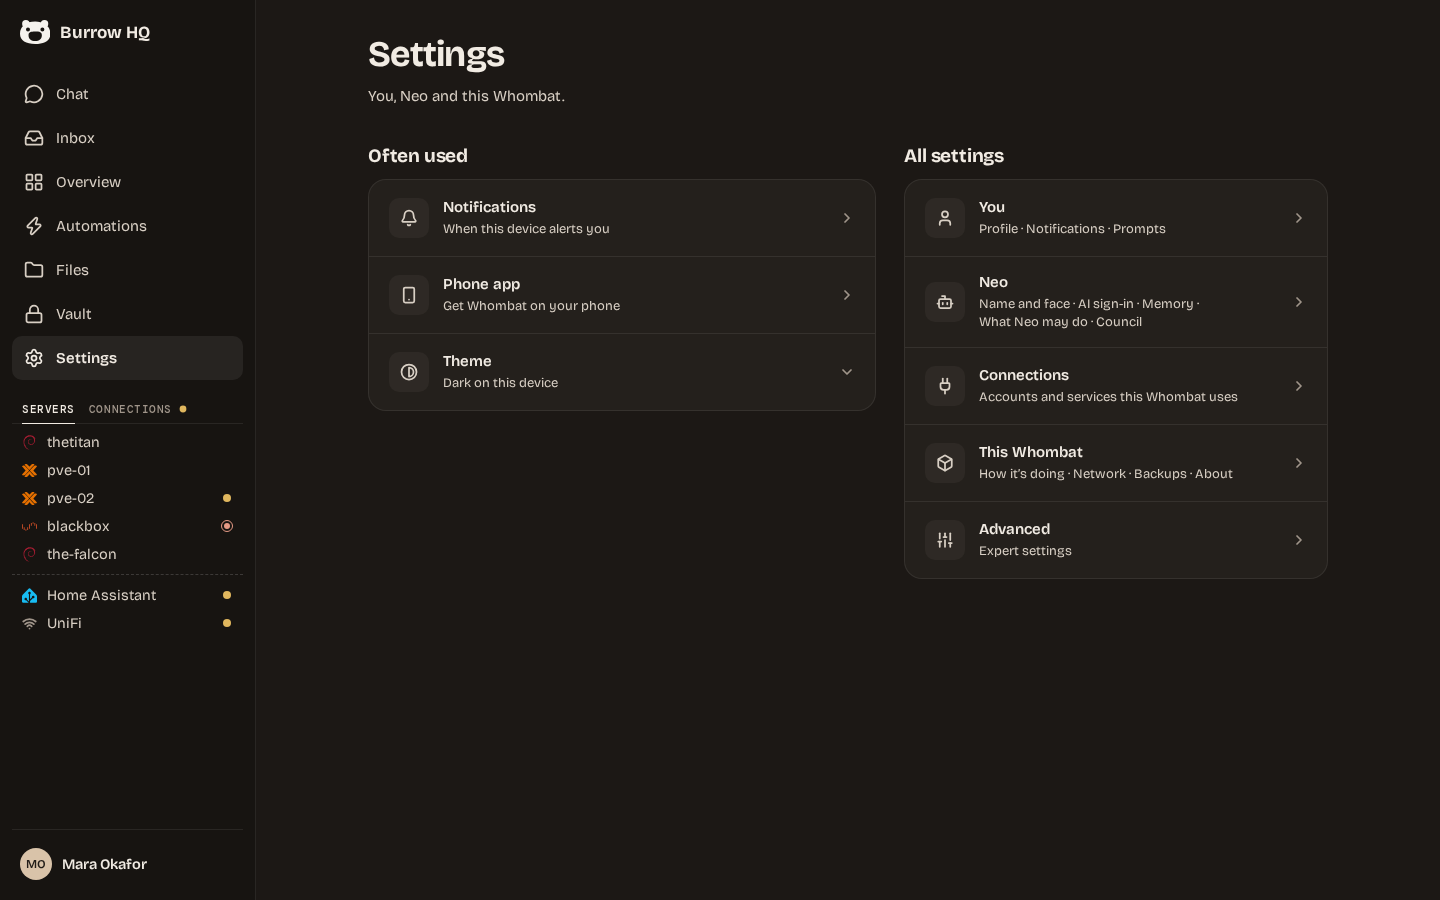 Burrow HQ
Chat
Inbox
Overview
Automations
Files
Vault
Settings
SERVERS CONNECTIONS
thetitan
pve-01
pve-02
blackbox
the-falcon
Home Assistant
UniFi
MO Mara Okafor
Settings
You, Neo and this Whombat.
Often used
Notifications
When this device alerts you
Phone app
Get Whombat on your phone
Theme
Dark on this device
All settings
You
Profile · Notifications · Prompts
Neo
Name and face · AI sign-in · Memory ·
What Neo may do · Council
Connections
Accounts and services this Whombat uses
This Whombat
How it's doing · Network · Backups · About
Advanced
Expert settings